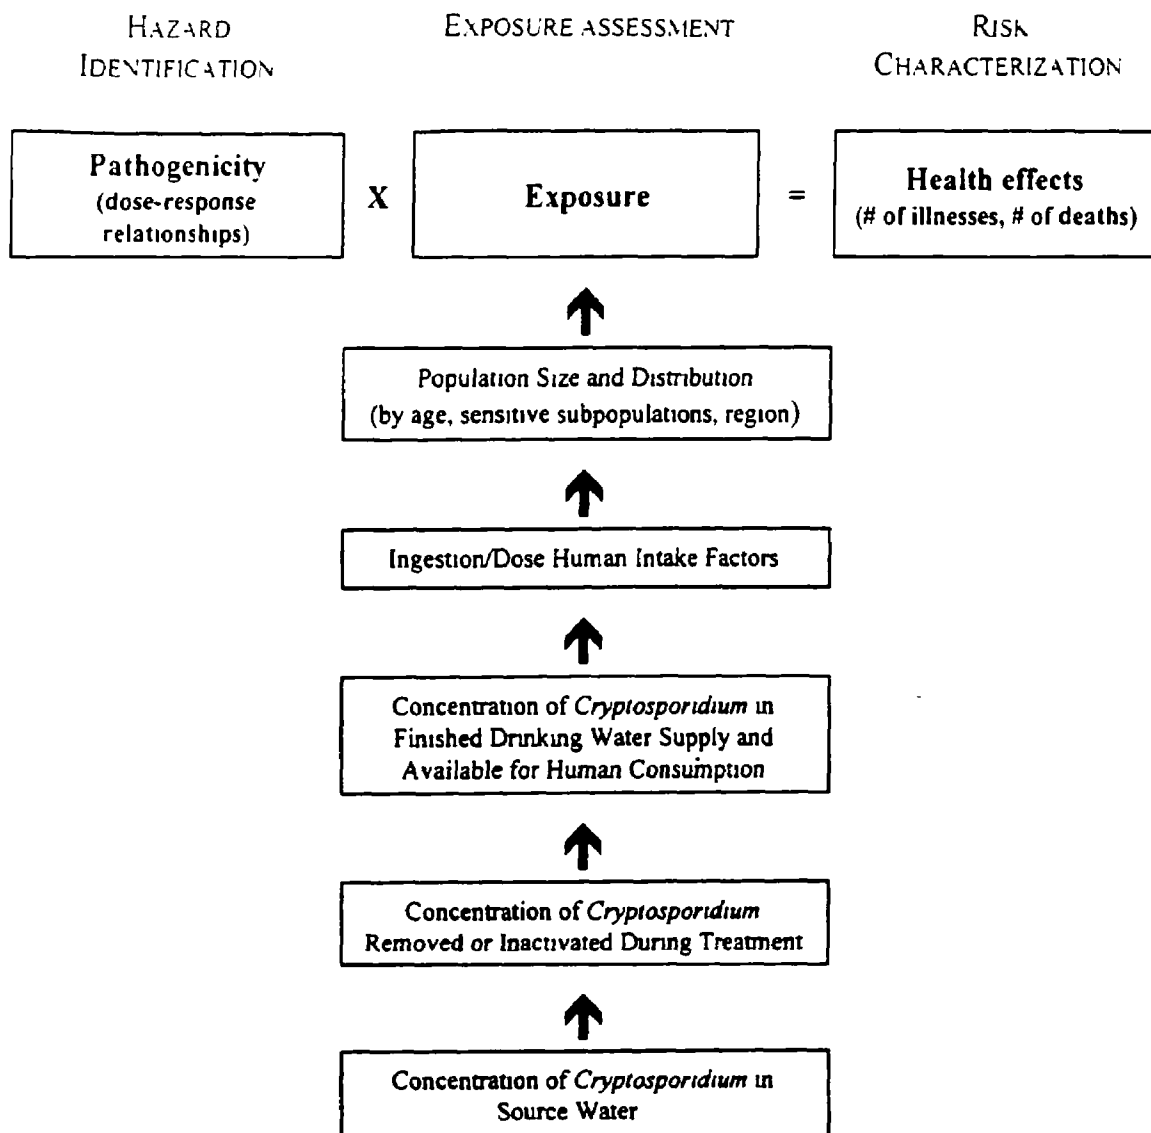 HAZARD
IDENTIFICATION
EXPOSURE ASSESSMENT
RISK
CHARACTERIZATION
Pathogenicity
(dose-response
relationships)
X
Exposure
=
Health effects
(# of illnesses, # of deaths)
Population Size and Distribution
(by age, sensitive subpopulations, region)
Ingestion/Dose Human Intake Factors
Concentration of Cryptosporidium in
Finished Drinking Water Supply and
Available for Human Consumption
Concentration of Cryptosporidium
Removed or Inactivated During Treatment
Concentration of Cryptosporidium in
Source Water